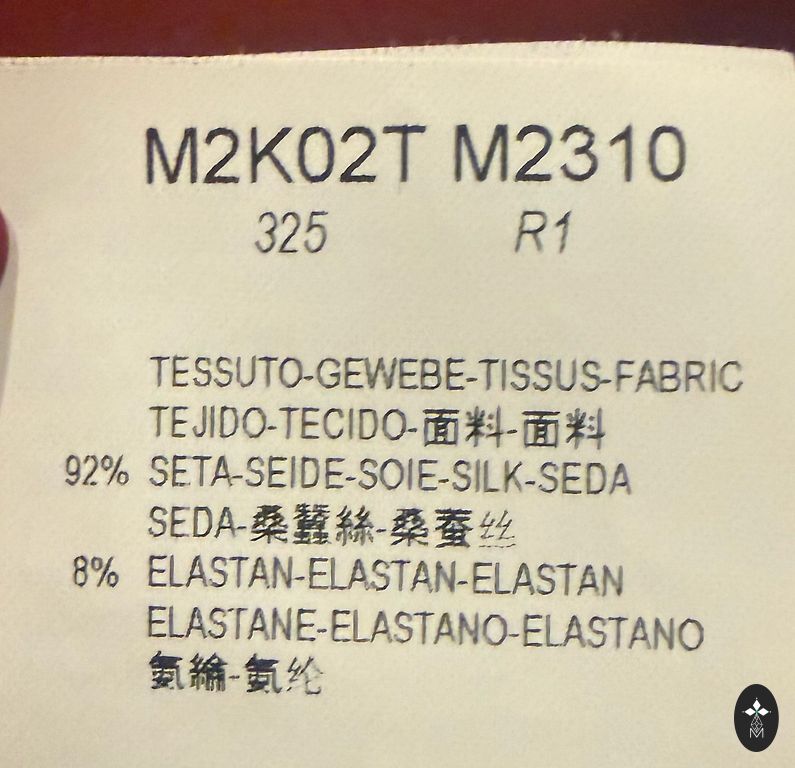 M2K02T M2310
325 R1
TESSUTO-GEWEBE-TISSUS-FABRIC
TEJIDO-TECIDO-面料-面料
92% SETA-SEIDE-SOIE-SILK-SEDA
SEDA-桑蠶絲-桑蚕丝
8% ELASTAN-ELASTAN-ELASTAN
ELASTANE-ELASTANO-ELASTANO
氨綸-氨纶
M